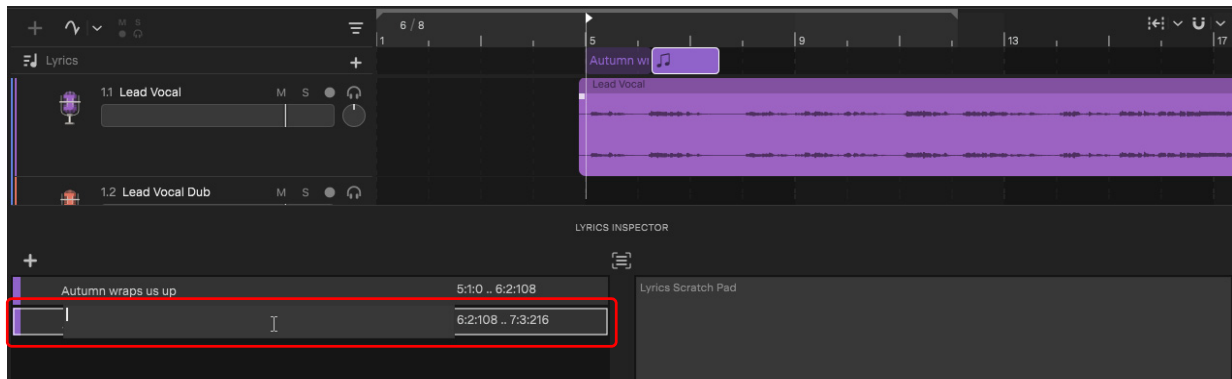 M S
6 / 8
1
5
9
13
17
Lyrics
Autumn wr
Lead Vocal
1.1 Lead Vocal
M S
1.2 Lead Vocal Dub
M S
LYRICS INSPECTOR
Autumn wraps us up
5:1:0 .. 6:2:108
Lyrics Scratch Pad
6:2:108 .. 7:3:216